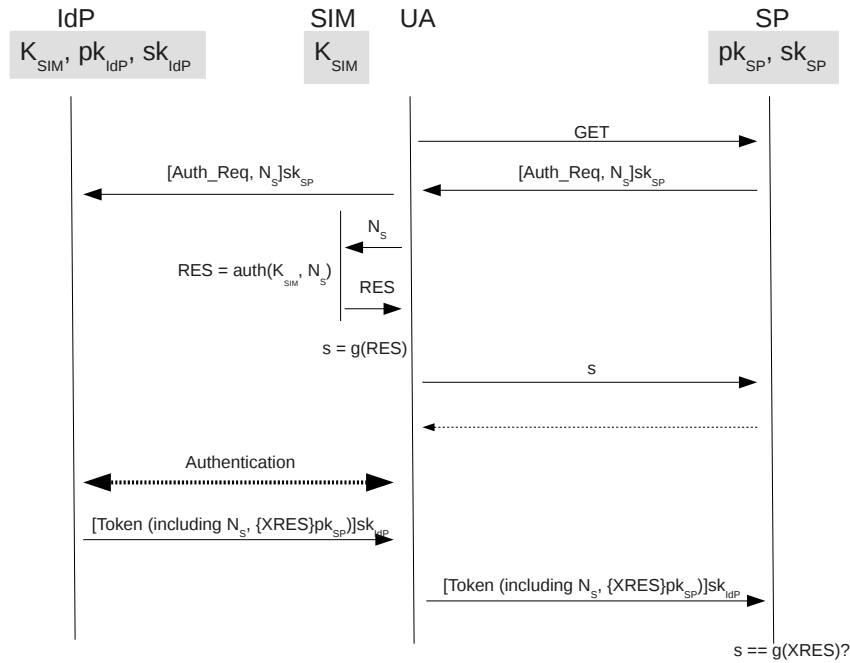 IdP SIM UA SP
K_SIM, pk_IdP, sk_IdP K_SIM pk_SP, sk_SP
GET
[Auth_Req, N_S]sk_SP [Auth_Req, N_S]sk_SP
N_S
RES = auth(K_SIM, N_S)
RES
s = g(RES)
s
Authentication
[Token (including N_S, {XRES}pk_SP)]sk_IdP
[Token (including N_S, {XRES}pk_SP)]sk_IdP
s == g(XRES)?